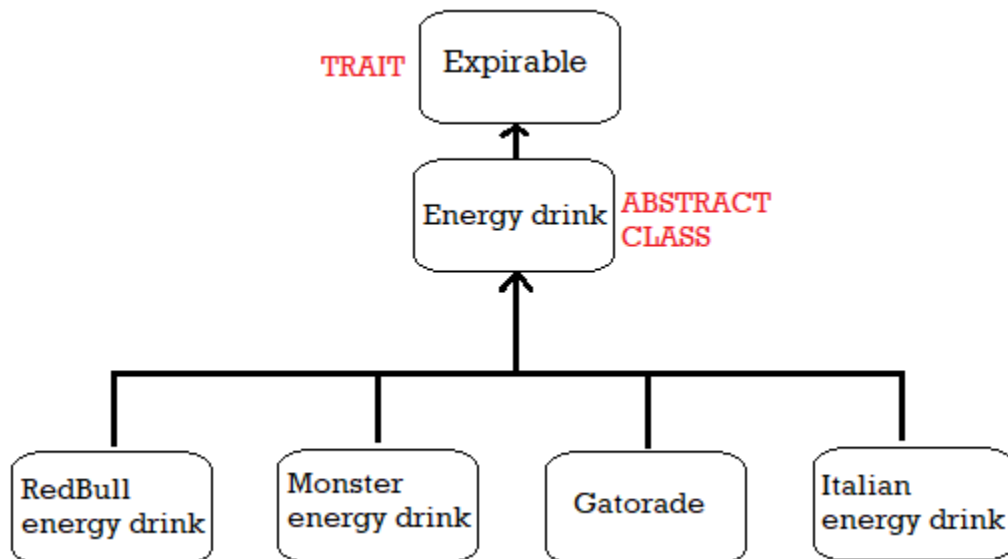 TRAIT
Expirable
Energy drink
ABSTRACT
CLASS
RedBull
energy drink
Monster
energy drink
Gatorade
Italian
energy drink